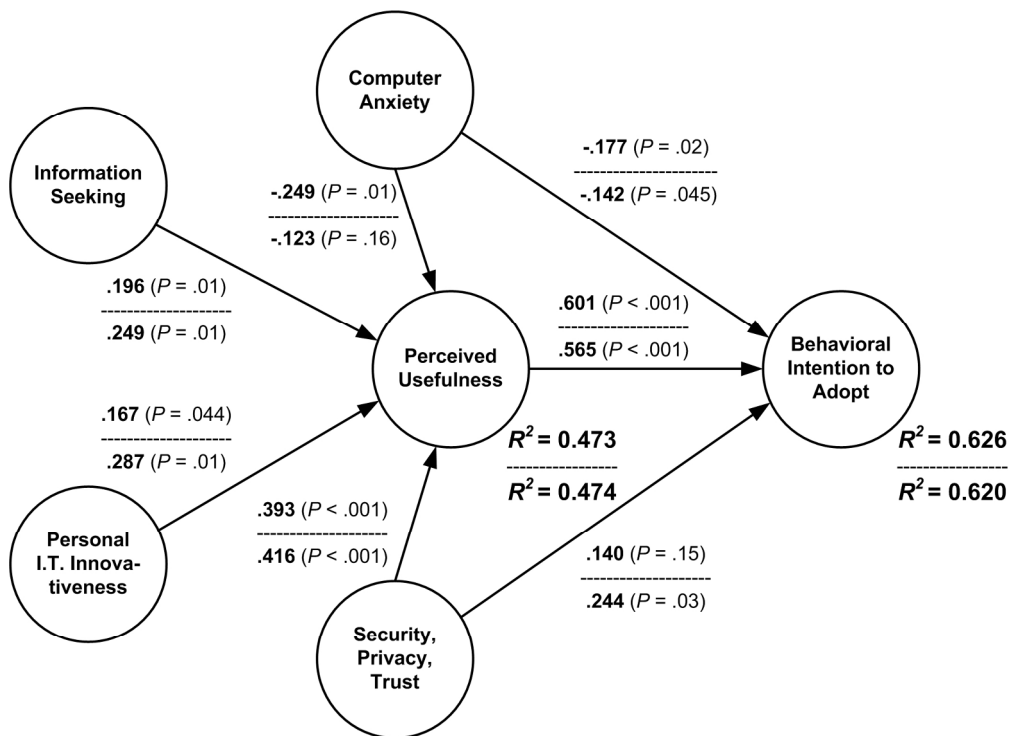 Computer
Anxiety
Information
Seeking
-.177 (P = .02)
-----------------------
-.142 (P = .045)
-.249 (P = .01)
--------------------
-.123 (P = .16)
.196 (P = .01)
--------------------
.249 (P = .01)
.601 (P < .001)
--------------------
.565 (P < .001)
Perceived
Usefulness
Behavioral
Intention to
Adopt
.167 (P = .044)
--------------------
.287 (P = .01)
R² = 0.473
-----------------
R² = 0.474
R² = 0.626
-----------------
R² = 0.620
Personal
I.T. Innova-
tiveness
.393 (P < .001)
--------------------
.416 (P < .001)
.140 (P = .15)
--------------------
.244 (P = .03)
Security,
Privacy,
Trust